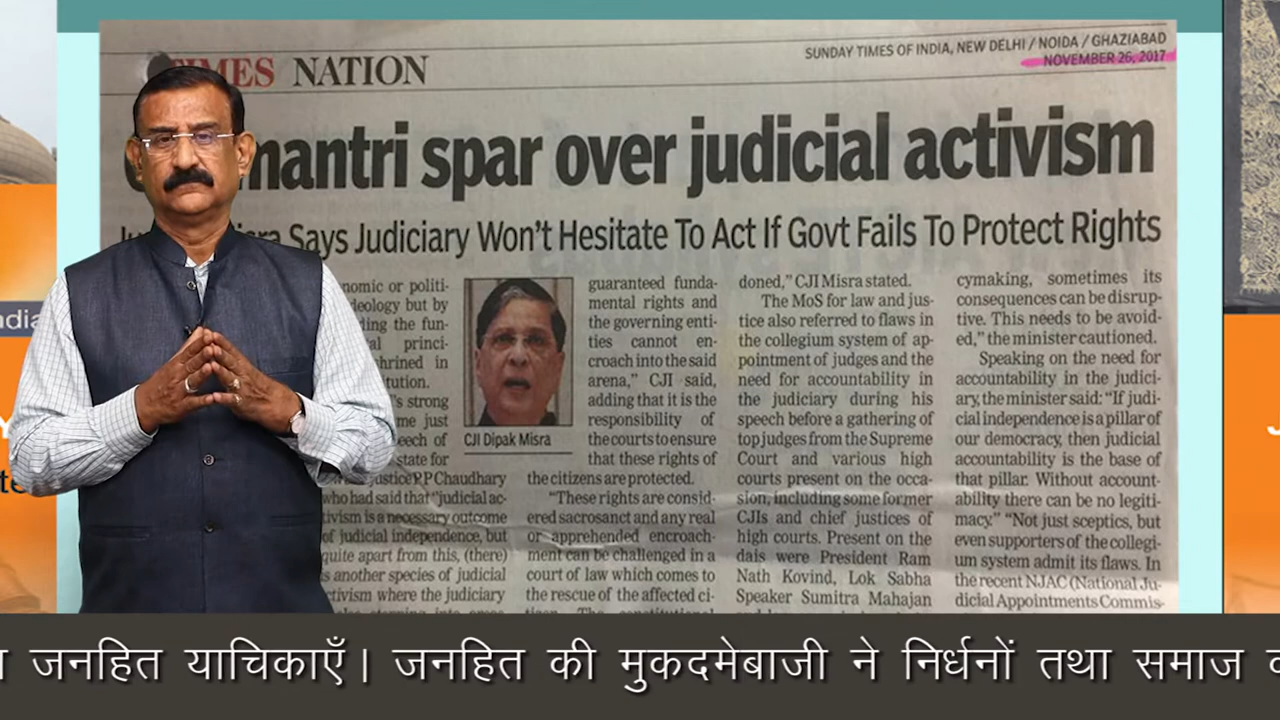 TIMES NATION
SUNDAY TIMES OF INDIA, NEW DELHI / NOIDA / GHAZIABAD
NOVEMBER 26, 2017
mantri spar over judicial activism
Says Judiciary Won't Hesitate To Act If Govt Fails To Protect Rights
nomic or politi-
deology but by
ding the fun-
princi-
hrined in
tution.
's strong
me just
eech of
state for
justice P P Chaudhary
who had said that "judicial ac-
tivism is a necessary outcome
of judicial independence, but
quite apart from this, (there)
is another species of judicial
activism where the judiciary
CJI Dipak Misra
guaranteed funda-
mental rights and
the governing enti-
ties cannot en-
croach into the said
arena," CJI said,
adding that it is the
responsibility of
the courts to ensure
that these rights of
the citizens are protected.
"These rights are consid-
ered sacrosanct and any real
or apprehended encroach-
ment can be challenged in a
court of law which comes to
the rescue of the affected ci-
doned," CJI Misra stated.
The MoS for law and jus-
tice also referred to flaws in
the collegium system of ap-
pointment of judges and the
need for accountability in
the judiciary during his
speech before a gathering of
top judges from the Supreme
Court and various high
courts present on the occa-
sion, including some former
CJIs and chief justices of
high courts. Present on the
dais were President Ram
Nath Kovind, Lok Sabha
Speaker Sumitra Mahajan
cymaking, sometimes its
consequences can be disrup-
tive. This needs to be avoid-
ed," the minister cautioned.
Speaking on the need for
accountability in the judici-
ary, the minister said: "If judi-
cial independence is a pillar of
our democracy, then judicial
accountability is the base of
that pillar. Without account-
ability there can be no legiti-
macy." "Not just sceptics, but
even supporters of the collegi-
um system admit its flaws. In
the recent NJAC (National Ju-
dicial Appointments Commis-
जनहित याचिकाएँ। जनहित की मुकदमेबाजी ने निर्धनों तथा समाज